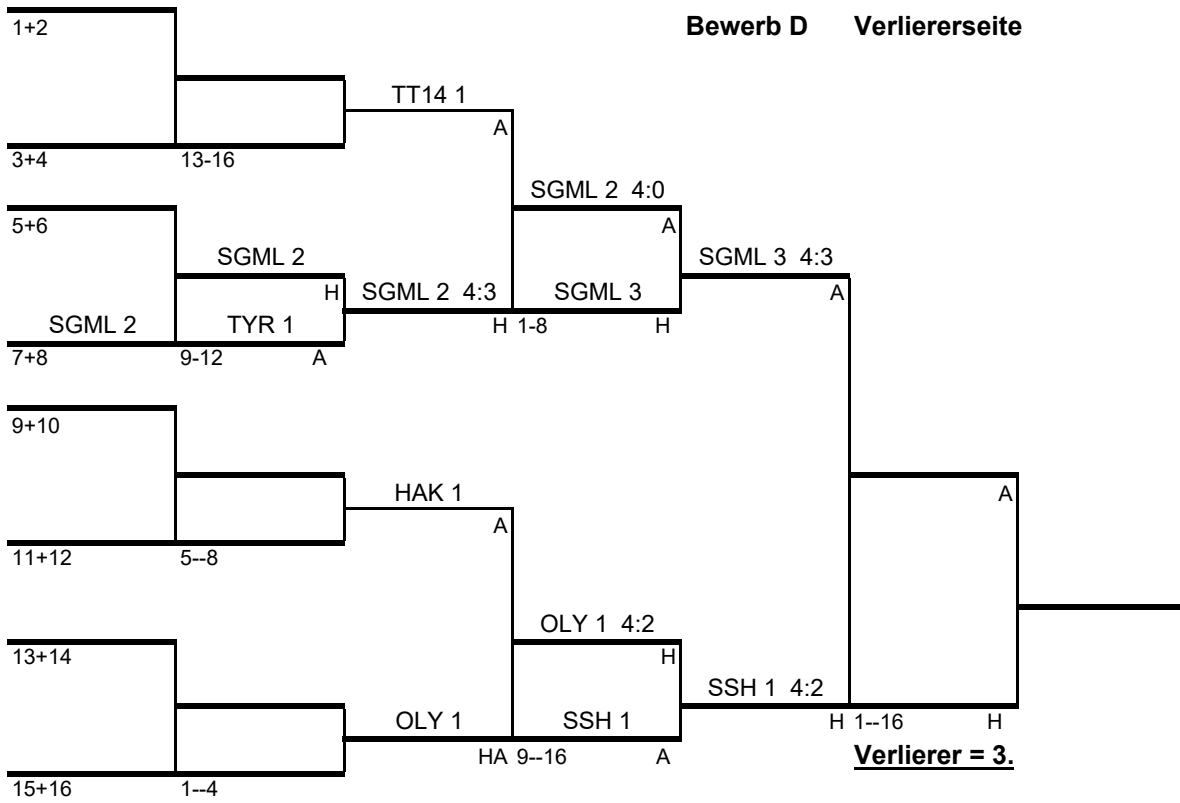 Bewerb D Verliererseite
1+2
TT14 1
A
3+4 13-16
SGML 2 4:0
5+6
A
SGML 2
SGML 3 4:3
H SGML 2 4:3 SGML 3
A
SGML 2 TYR 1
H 1-8 H
7+8 9-12 A
9+10
HAK 1
A
A
11+12 5--8
OLY 1 4:2
13+14
H
SSH 1 4:2
OLY 1 SSH 1
H 1--16 H
HA 9--16 A
Verlierer = 3.
15+16 1--4